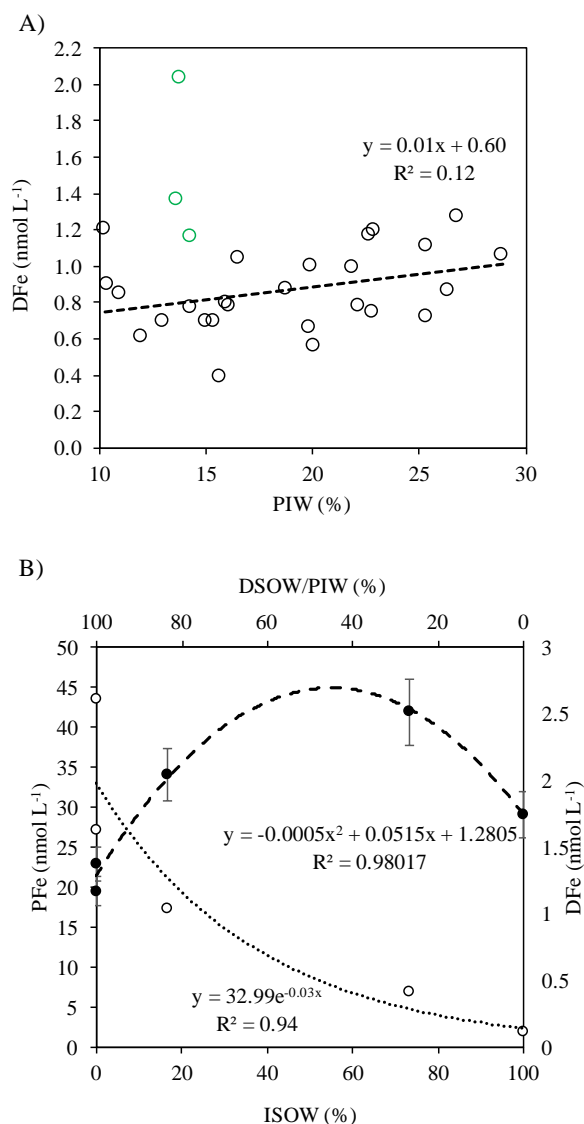 A)
2.2
2.0
1.8
1.6
1.4
1.2
1.0
0.8
0.6
0.4
0.2
0.0
DFe (nmol L⁻¹)
y = 0.01x + 0.60
R² = 0.12
10 15 20 25 30
PIW (%)
B)
DSOW/PIW (%)
100 80 60 40 20 0
50
45
40
35
30
25
20
15
10
5
0
PFe (nmol L⁻¹)
3
2.5
2
1.5
1
0.5
0
DFe (nmol L⁻¹)
y = -0.0005x² + 0.0515x + 1.2805
R² = 0.98017
y = 32.99e⁻⁰·⁰³ˣ
R² = 0.94
0 20 40 60 80 100
ISOW (%)